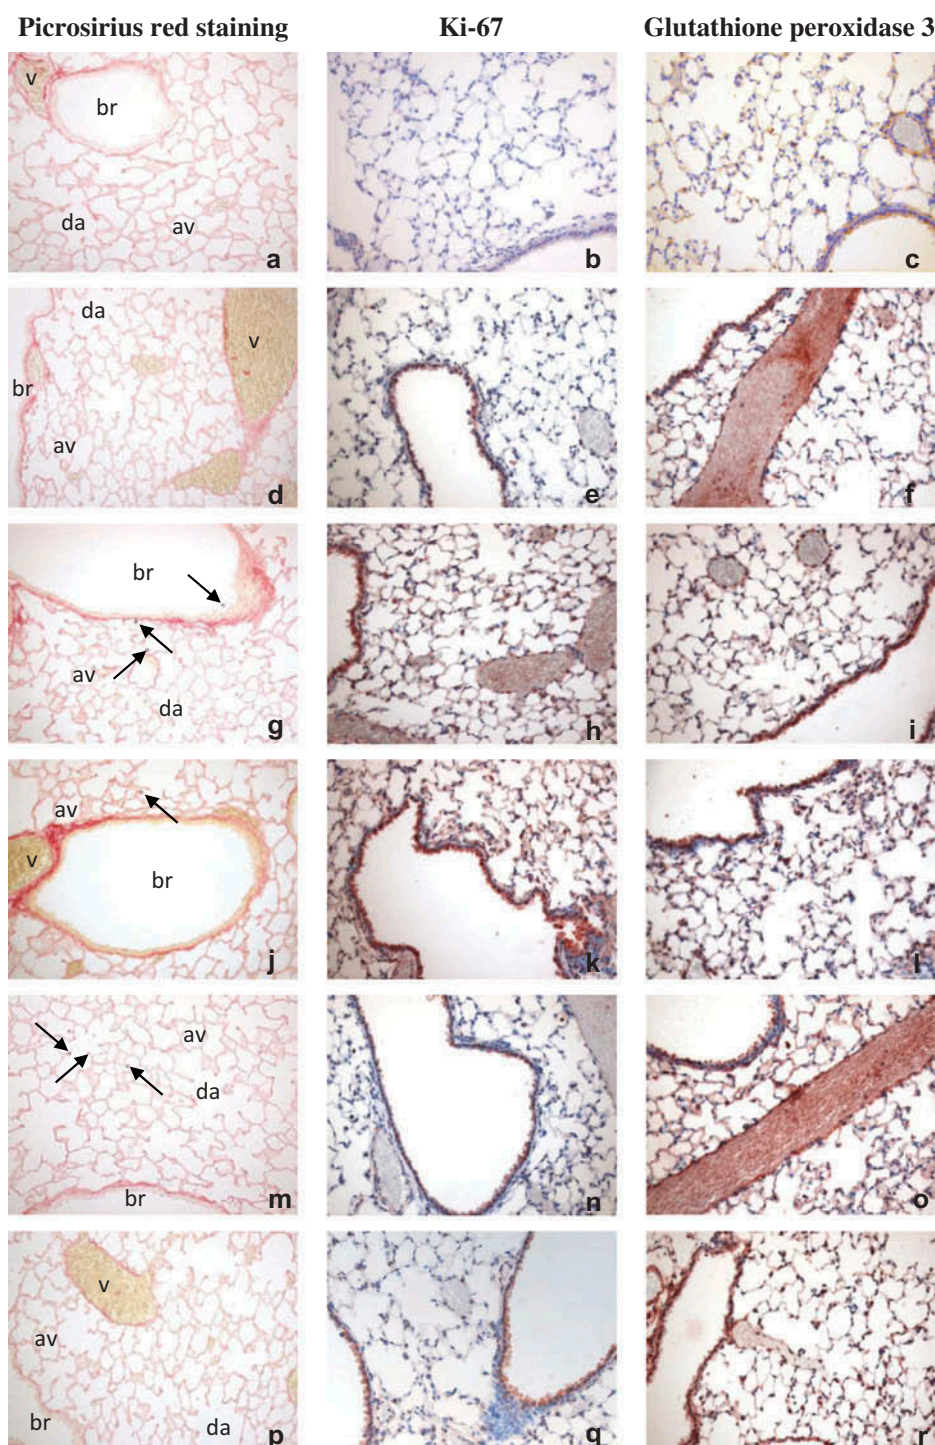 Picrosirius red staining Ki-67 Glutathione peroxidase 3
v
br
da av
a b c
da
v
br
av
d e f
br
av
da
g h i
av
v
br
j k l
av
da
br
m n o
v
av
br
da
p q r